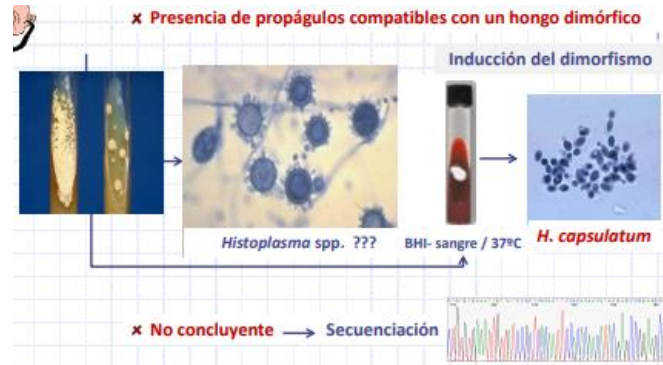 × Presencia de propágulos compatibles con un hongo dimórfico
Inducción del dimorfismo
Histoplasma spp. ???
BHI- sangre / 37ºC
H. capsulatum
× No concluyente → Secuenciación